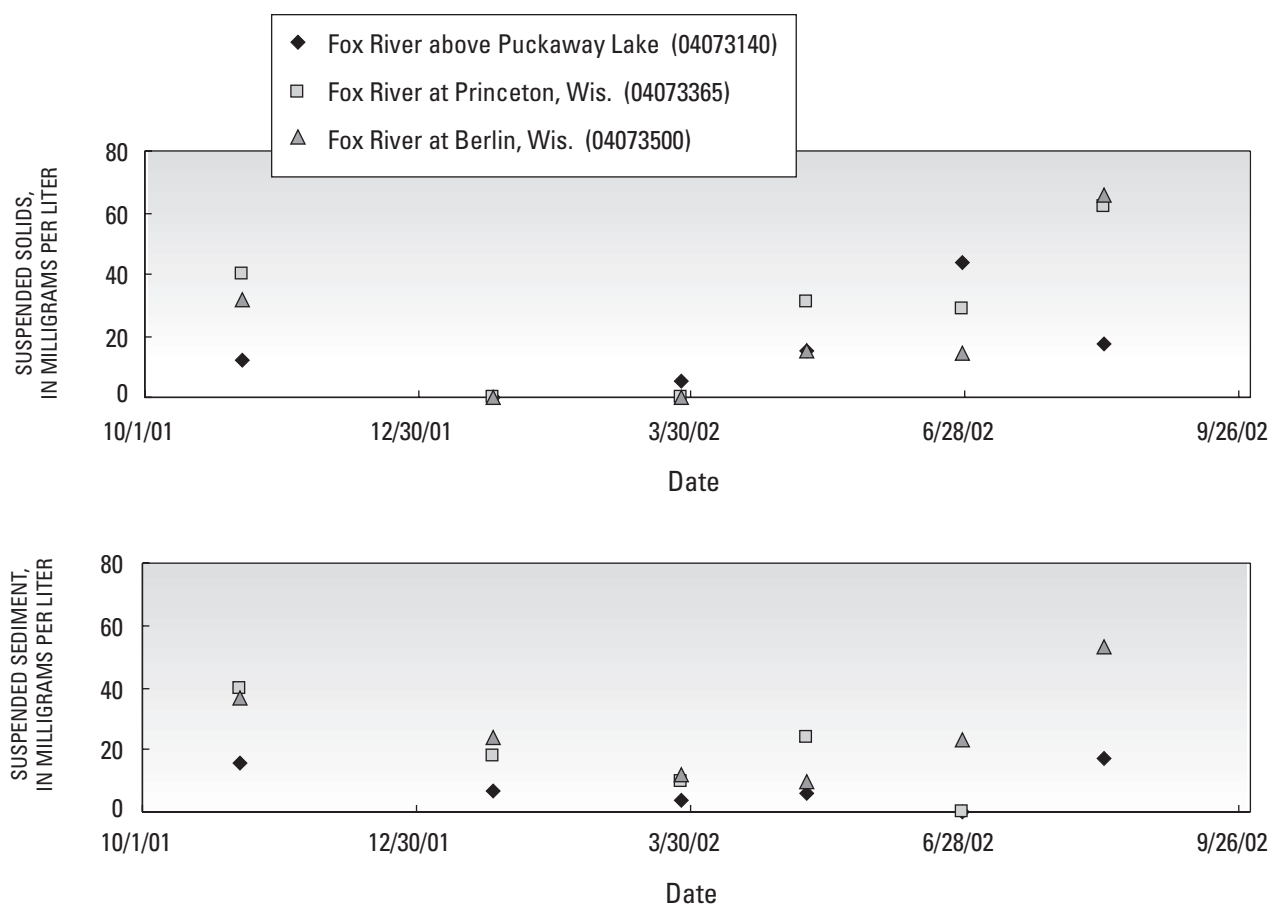 Fox River above Puckaway Lake (04073140)
Fox River at Princeton, Wis. (04073365)
Fox River at Berlin, Wis. (04073500)
SUSPENDED SOLIDS,
IN MILLIGRAMS PER LITER
80
60
40
20
0
10/1/01 12/30/01 3/30/02 6/28/02 9/26/02
Date
SUSPENDED SEDIMENT,
IN MILLIGRAMS PER LITER
80
60
40
20
0
10/1/01 12/30/01 3/30/02 6/28/02 9/26/02
Date